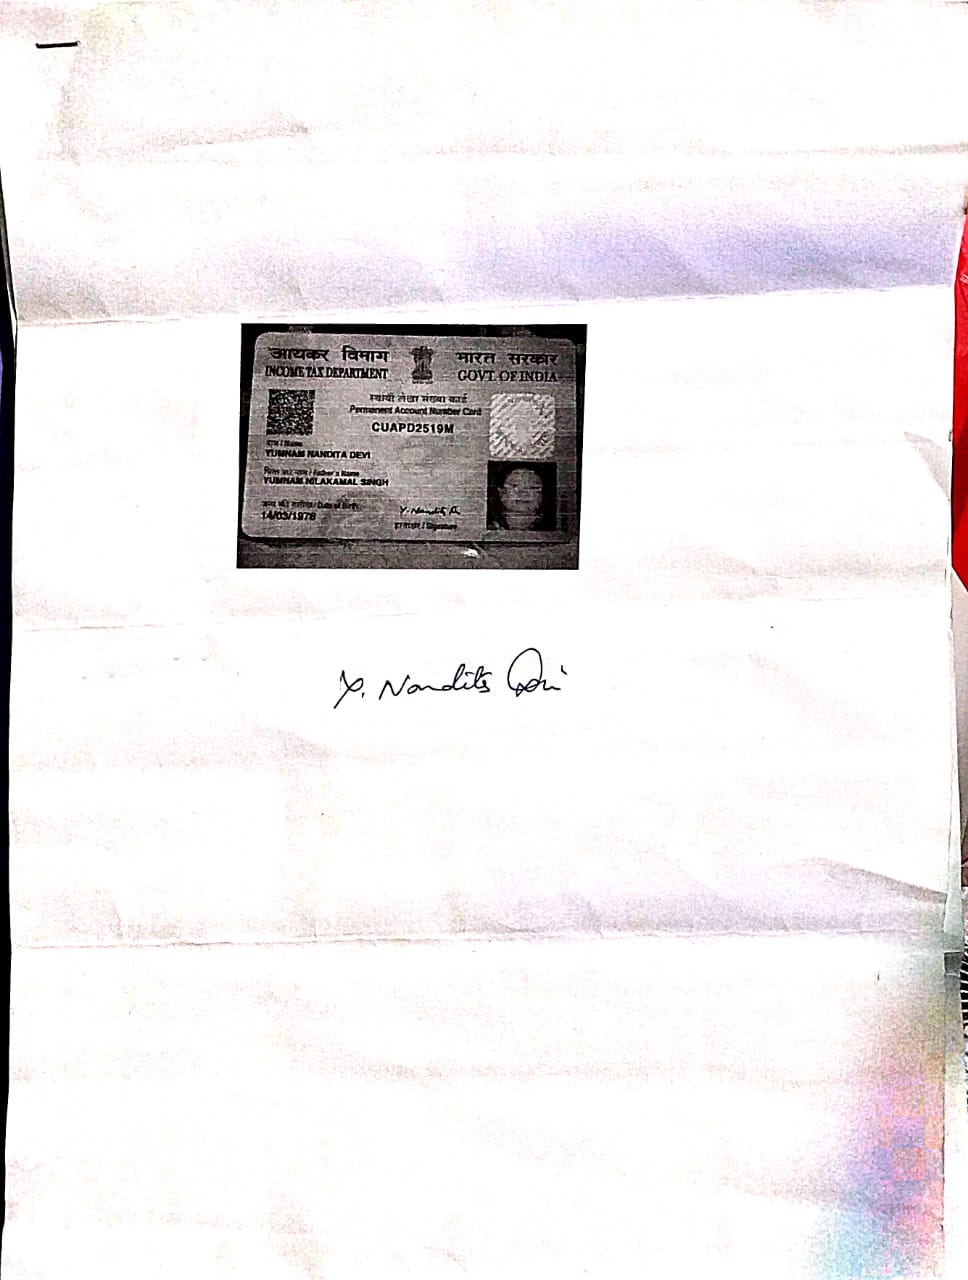 आयकर विभाग भारत सरकार
INCOME TAX DEPARTMENT GOVT. OF INDIA
स्थायी लेखा संख्या कार्ड
Permanent Account Number Card
CUAPD2519M
नाम / Name
YUMNAM NANDITA DEVI
पिता का नाम / Father's Name
YUMNAM NILAKAMAL SINGH
जन्म की तारीख / Date of Birth
14/03/1978
Y. Nandita D
हस्ताक्षर / Signature
Y. Nandita Devi